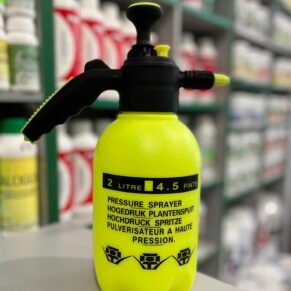 2 LITRE 4.5 PINTS
PRESSURE SPRAYER
HOGEDRUK PLANTENSPUIT
HOCHDRUCK SPRITZE
PULVERISATEUR A HAUTE
PRESSION.